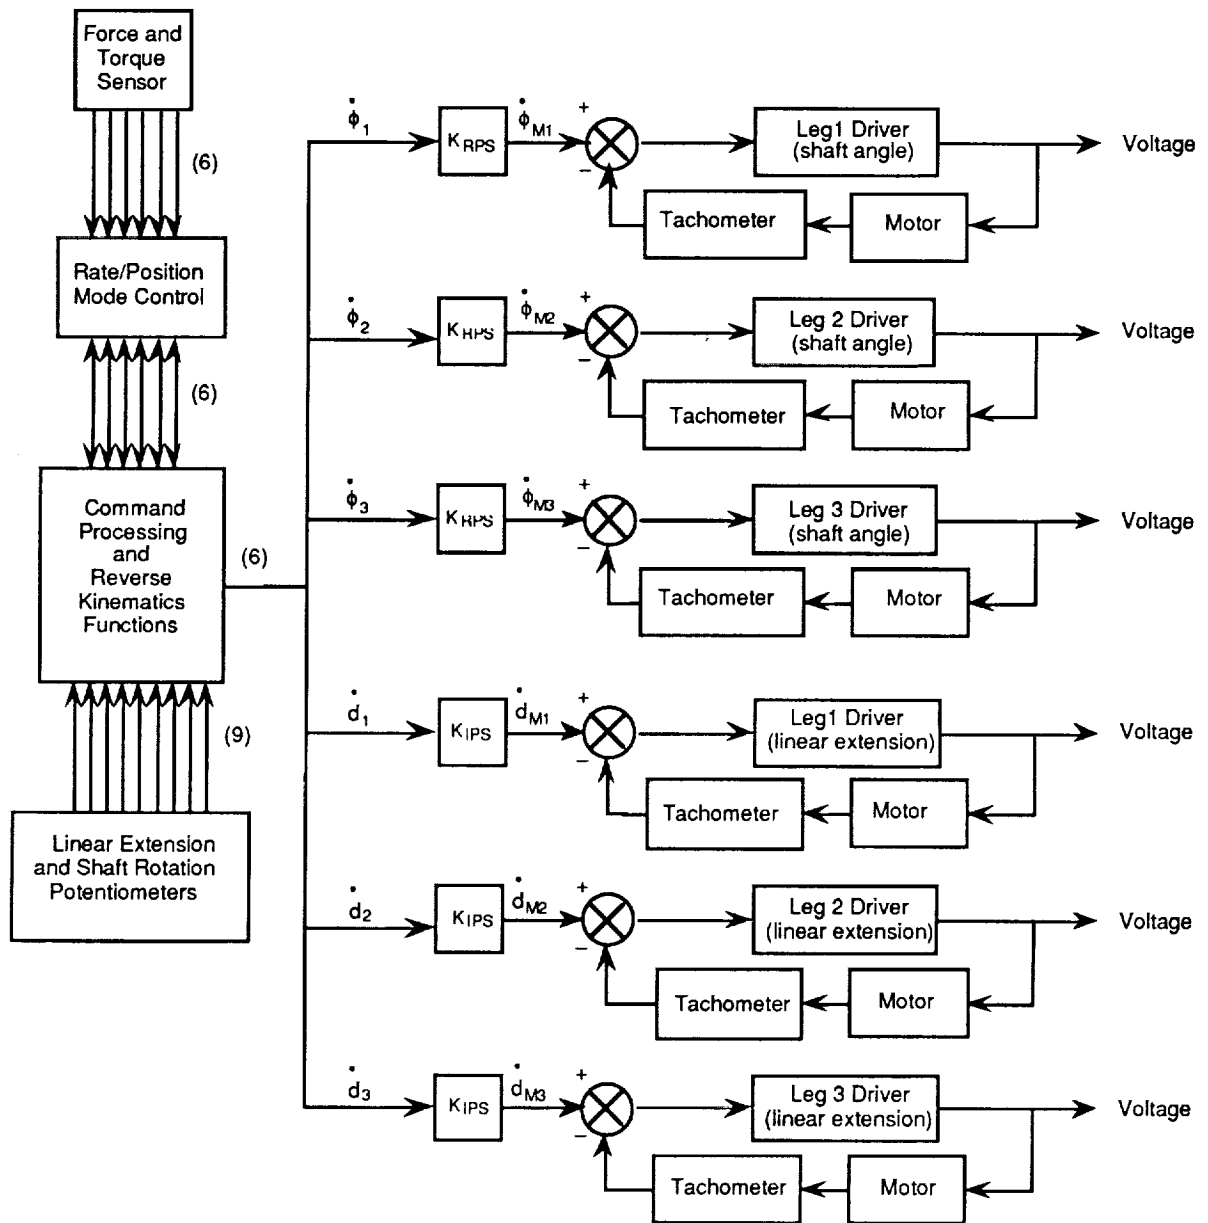 Force and
Torque
Sensor
(6)
Rate/Position
Mode Control
(6)
Command
Processing
and
Reverse
Kinematics
Functions
(6)
(9)
Linear Extension
and Shaft Rotation
Potentiometers
ϕ̇1
KRPS
ϕ̇M1
+
−
Leg1 Driver
(shaft angle)
Voltage
Tachometer
Motor
ϕ̇2
KRPS
ϕ̇M2
+
−
Leg 2 Driver
(shaft angle)
Voltage
Tachometer
Motor
ϕ̇3
KRPS
ϕ̇M3
+
−
Leg 3 Driver
(shaft angle)
Voltage
Tachometer
Motor
ḋ1
KIPS
ḋM1
+
−
Leg1 Driver
(linear extension)
Voltage
Tachometer
Motor
ḋ2
KIPS
ḋM2
+
−
Leg 2 Driver
(linear extension)
Voltage
Tachometer
Motor
ḋ3
KIPS
ḋM3
+
−
Leg 3 Driver
(linear extension)
Voltage
Tachometer
Motor